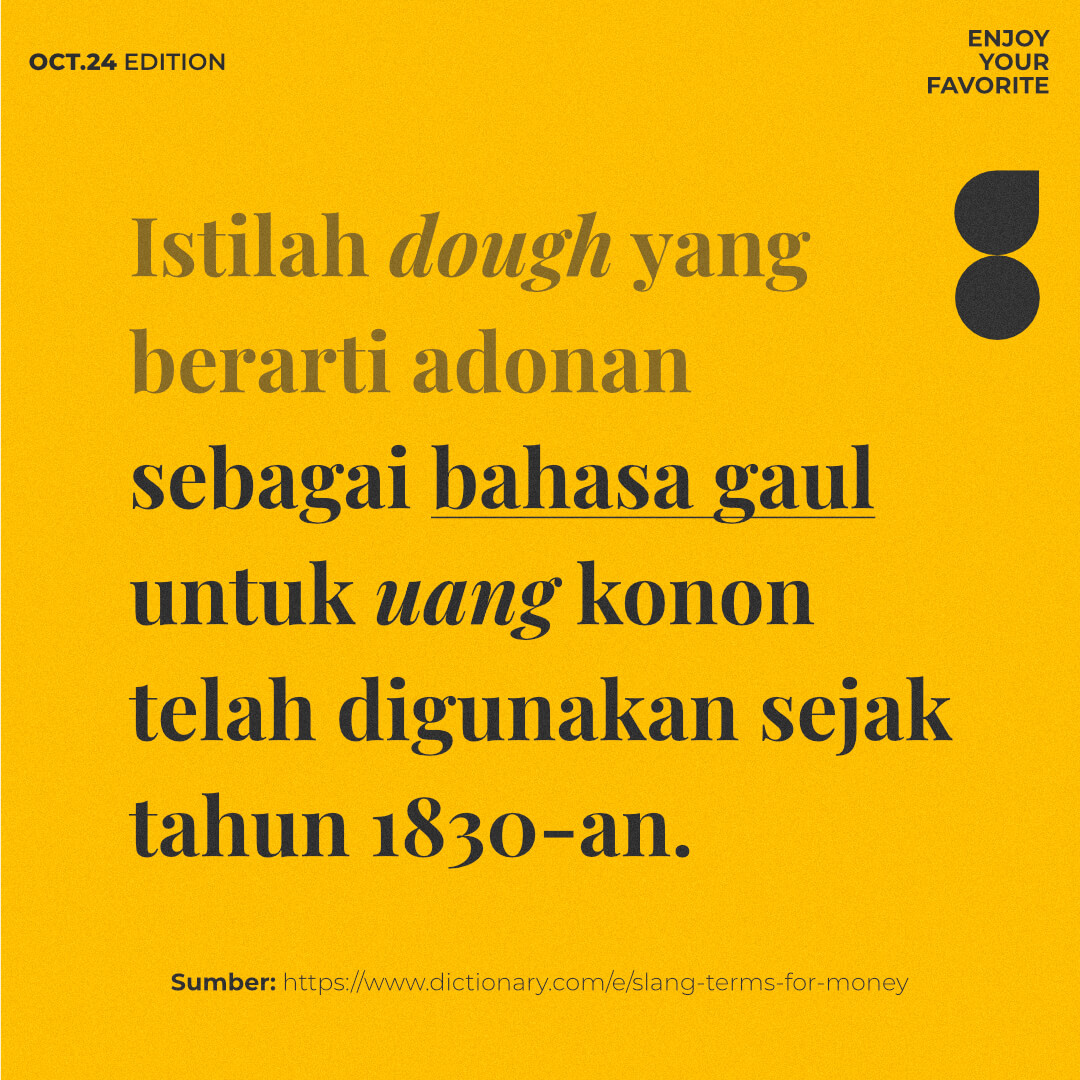 OCT.24 EDITION
ENJOY
YOUR
FAVORITE
Istilah dough yang
berarti adonan
sebagai bahasa gaul
untuk uang konon
telah digunakan sejak
tahun 1830-an.
Sumber: https://www.dictionary.com/e/slang-terms-for-money